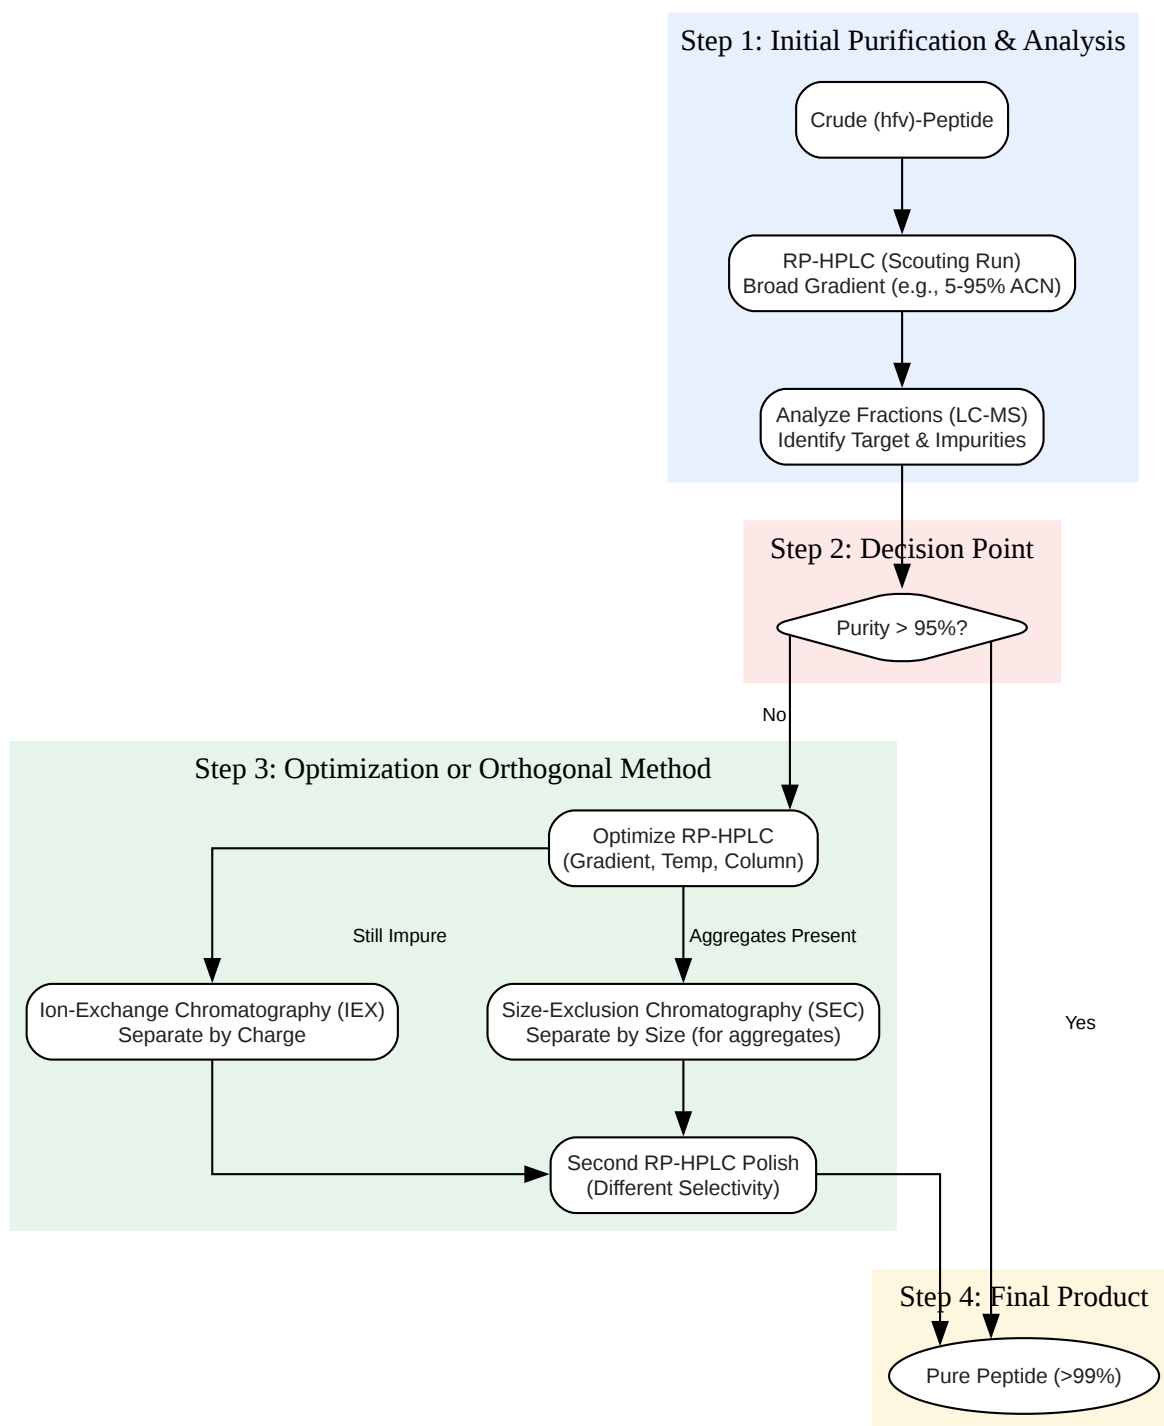 Step 1: Initial Purification & Analysis
Crude (hfv)-Peptide
RP-HPLC (Scouting Run)
Broad Gradient (e.g., 5-95% ACN)
Analyze Fractions (LC-MS)
Identify Target & Impurities
Step 2: Decision Point
Purity > 95%?
No
Step 3: Optimization or Orthogonal Method
Optimize RP-HPLC
(Gradient, Temp, Column)
Still Impure
Aggregates Present
Ion-Exchange Chromatography (IEX)
Separate by Charge
Size-Exclusion Chromatography (SEC)
Separate by Size (for aggregates)
Yes
Second RP-HPLC Polish
(Different Selectivity)
Step 4: Final Product
Pure Peptide (>99%)